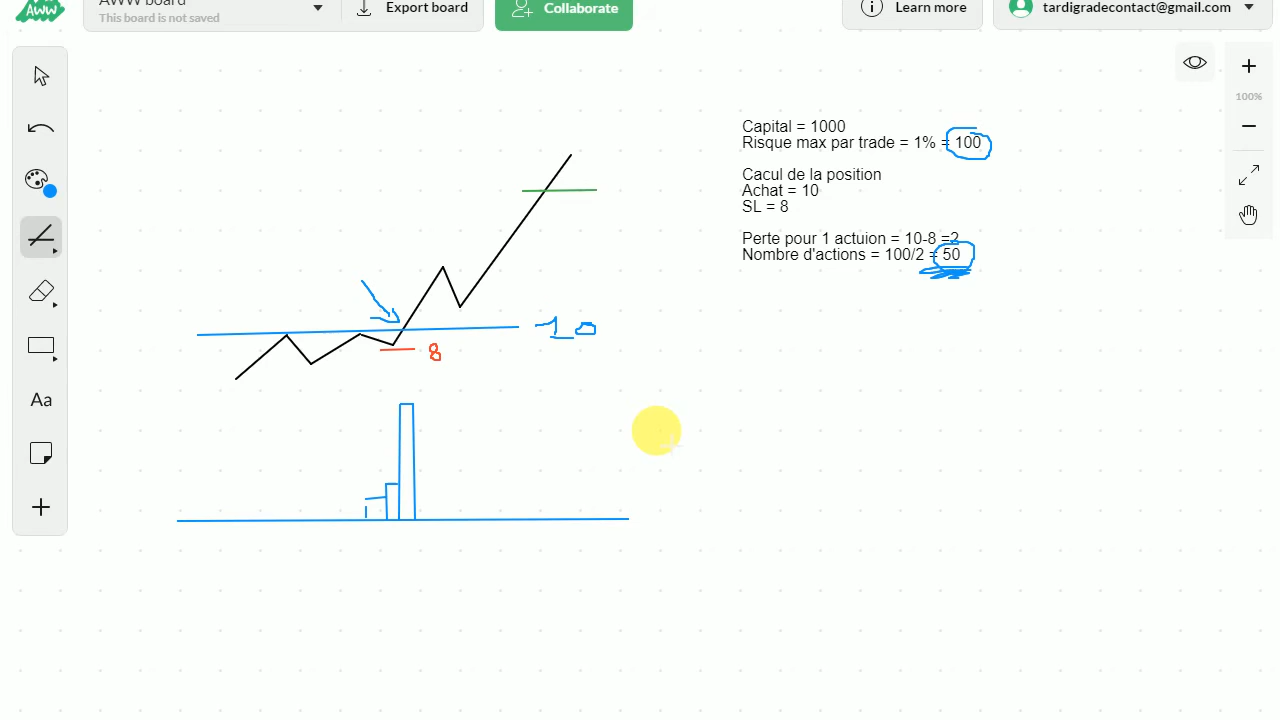 AWW
AWW board
This board is not saved
Export board
Collaborate
Learn more
tardigradecontact@gmail.com
100%
Capital = 1000
Risque max par trade = 1% = 100
Cacul de la position
Achat = 10
SL = 8
Perte pour 1 actuion = 10-8 =2
Nombre d'actions = 100/2 = 50
10
8
Aa